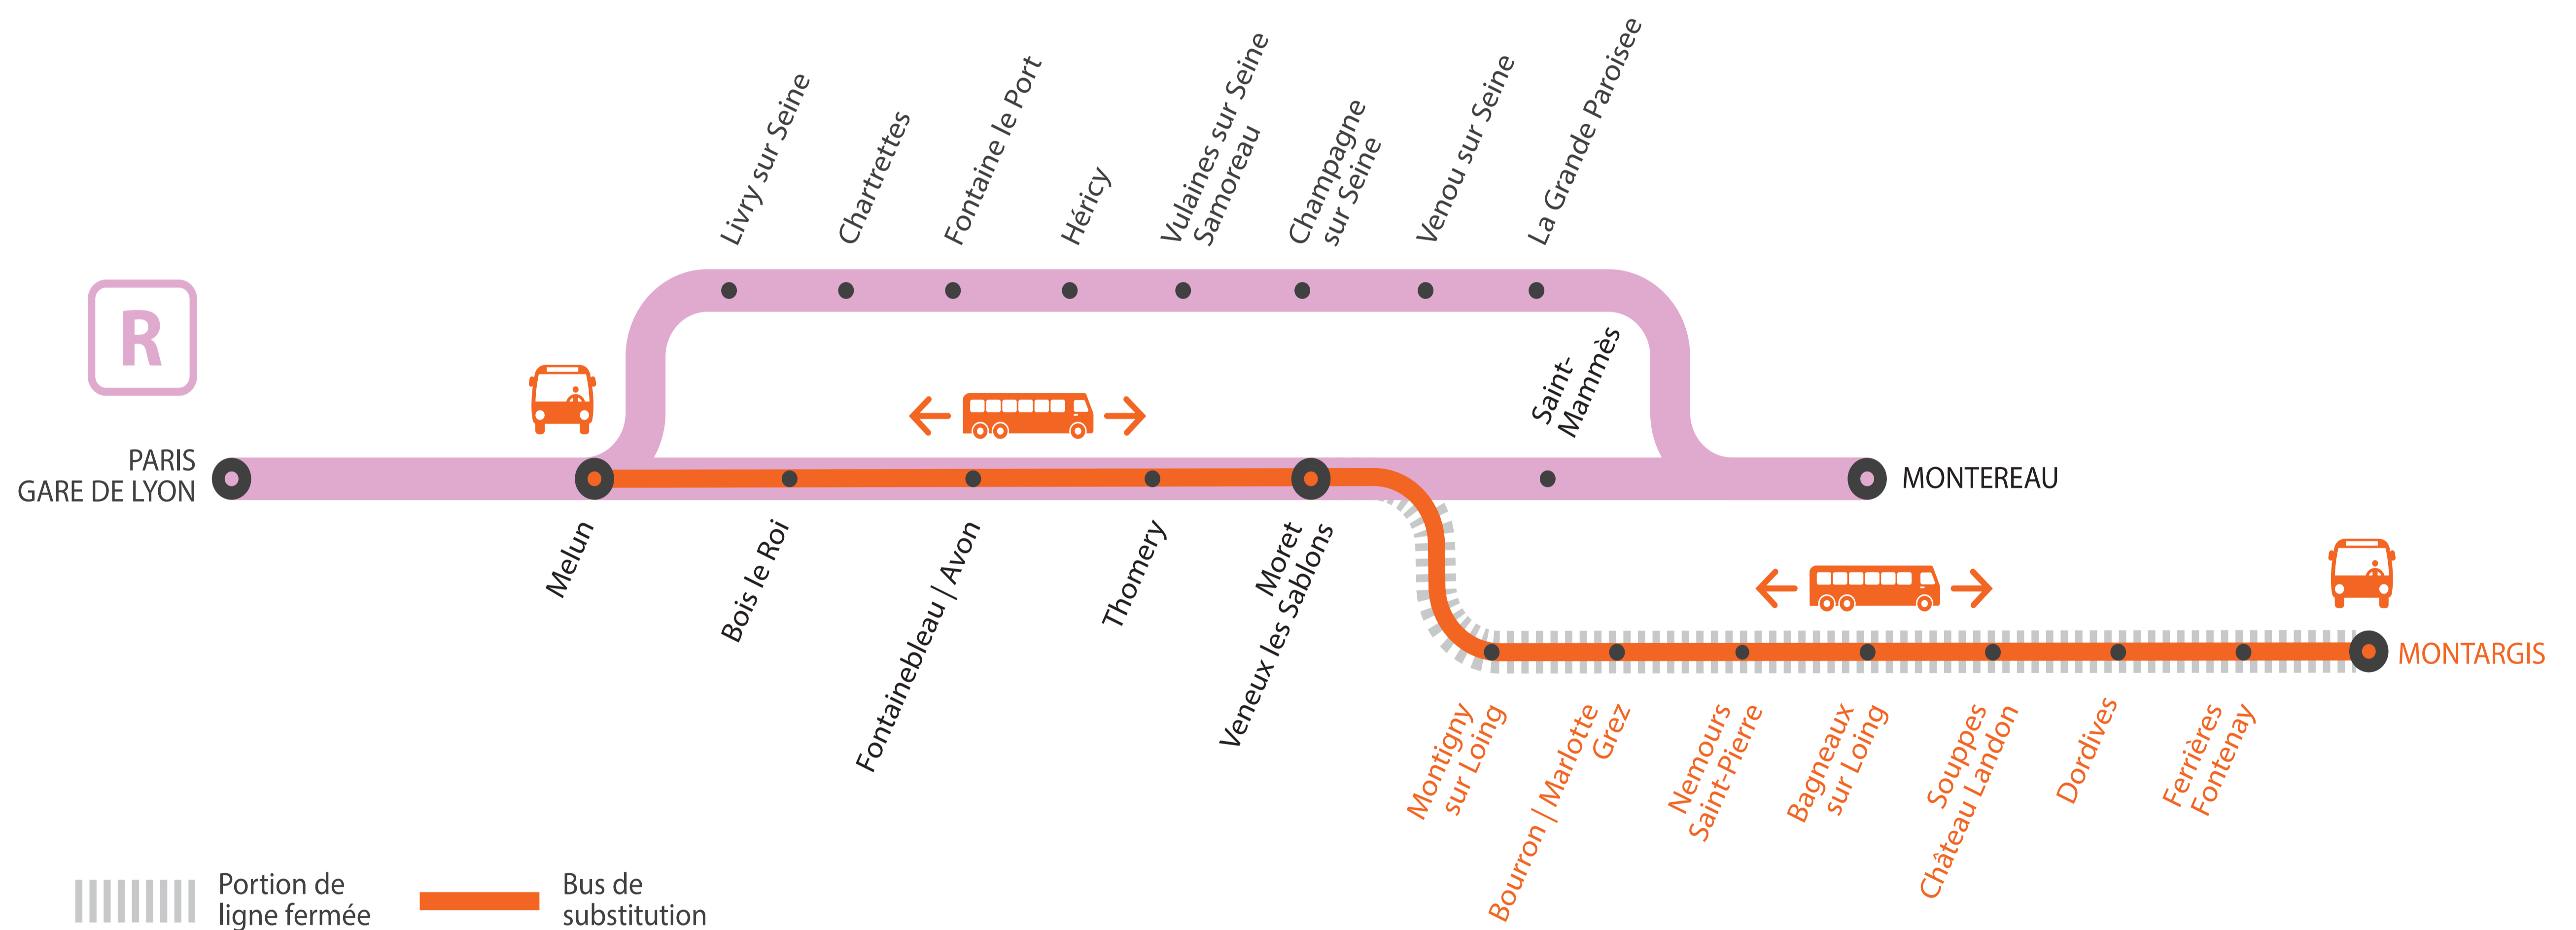 Livry sur Seine
Chartrettes
Fontaine le Port
Héricy
Vulaines sur Seine
Samoreau
Champagne
sur Seine
Venou sur Seine
La Grande Paroisee
R
Saint-
Mammès
PARIS
GARE DE LYON
MONTEREAU
Melun
Bois le Roi
Fontainebleau | Avon
Thomery
Moret
Veneux les Sablons
MONTARGIS
Montigny
sur Loing
Bourron | Marlotte
Grez
Nemours
Saint-Pierre
Bagneaux
sur Loing
Souppes
Château Landon
Dordives
Ferrières
Fontenay
Portion de
ligne fermée
Bus de
substitution